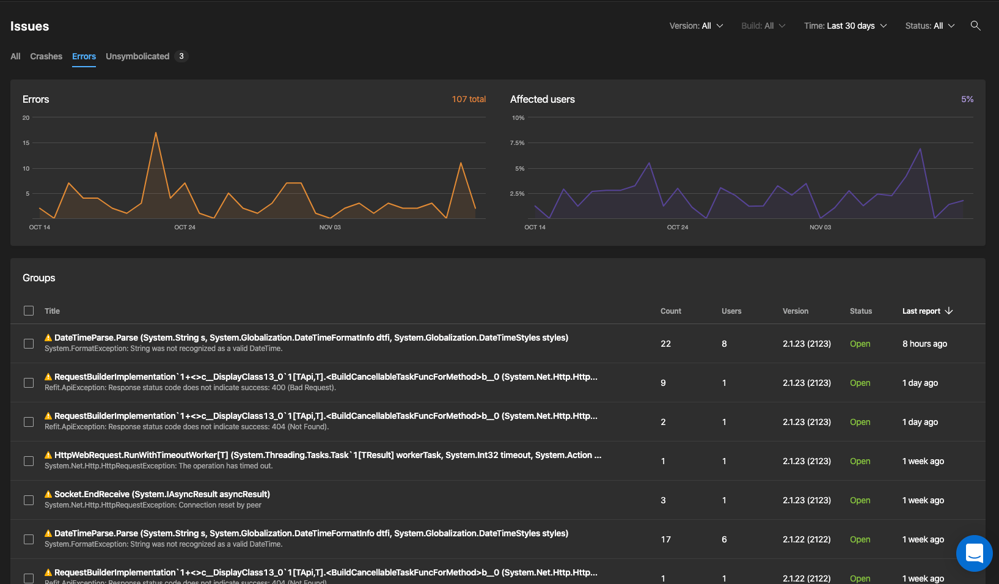 Issues
Version: All
Build: All
Time: Last 30 days
Status: All
All
Crashes
Errors
Unsymbolicated 3
Errors
107 total
20
15
10
5
OCT 14
OCT 24
NOV 03
Affected users
5%
10%
7.5%
5%
2.5%
OCT 14
OCT 24
NOV 03
Groups
Title Count Users Version Status Last report
DateTimeParse.Parse (System.String s, System.Globalization.DateTimeFormatInfo dtfi, System.Globalization.DateTimeStyles styles)
System.FormatException: String was not recognized as a valid DateTime.
22 8 2.1.23 (2123) Open 8 hours ago
RequestBuilderImplementation`1+<>c__DisplayClass13_0`1[TApi,T].<BuildCancellableTaskFuncForMethod>b__0 (System.Net.Http.Http...
Refit.ApiException: Response status code does not indicate success: 400 (Bad Request).
9 1 2.1.23 (2123) Open 1 day ago
RequestBuilderImplementation`1+<>c__DisplayClass13_0`1[TApi,T].<BuildCancellableTaskFuncForMethod>b__0 (System.Net.Http.Http...
Refit.ApiException: Response status code does not indicate success: 404 (Not Found).
2 1 2.1.23 (2123) Open 1 day ago
HttpWebRequest.RunWithTimeoutWorker[T] (System.Threading.Tasks.Task`1[TResult] workerTask, System.Int32 timeout, System.Action ...
System.Net.Http.HttpRequestException: The operation has timed out.
1 1 2.1.23 (2123) Open 1 week ago
Socket.EndReceive (System.IAsyncResult asyncResult)
System.Net.Http.HttpRequestException: Connection reset by peer
3 1 2.1.23 (2123) Open 1 week ago
DateTimeParse.Parse (System.String s, System.Globalization.DateTimeFormatInfo dtfi, System.Globalization.DateTimeStyles styles)
System.FormatException: String was not recognized as a valid DateTime.
17 6 2.1.22 (2122) Open 1 week ago
RequestBuilderImplementation`1+<>c__DisplayClass13_0`1[TApi,T].<BuildCancellableTaskFuncForMethod>b__0 (System.Net.Http.Http...
Refit.ApiException: Response status code does not indicate success: 404 (Not Found).
1 1 2.1.22 (2122) Open 1 week ago